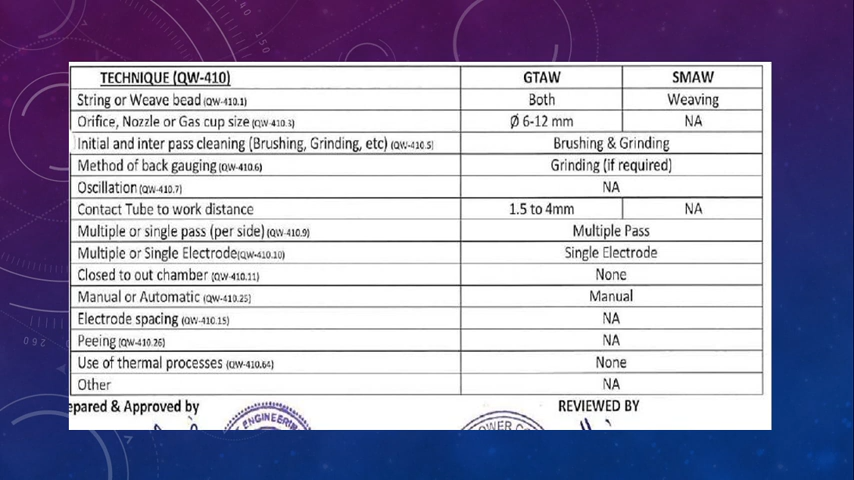 TECHNIQUE (QW-410) GTAW SMAW
String or Weave bead (QW-410.1) Both Weaving
Orifice, Nozzle or Gas cup size (QW-410.3) Ø 6-12 mm NA
Initial and inter pass cleaning (Brushing, Grinding, etc) (QW-410.5) Brushing & Grinding
Method of back gauging (QW-410.6) Grinding (if required)
Oscillation (QW-410.7) NA
Contact Tube to work distance 1.5 to 4mm NA
Multiple or single pass (per side) (QW-410.9) Multiple Pass
Multiple or Single Electrode(QW-410.10) Single Electrode
Closed to out chamber (QW-410.11) None
Manual or Automatic (QW-410.25) Manual
Electrode spacing (QW-410.15) NA
Peeing (QW-410.26) NA
Use of thermal processes (QW-410.64) None
Other NA
epared & Approved by REVIEWED BY
140 150
260